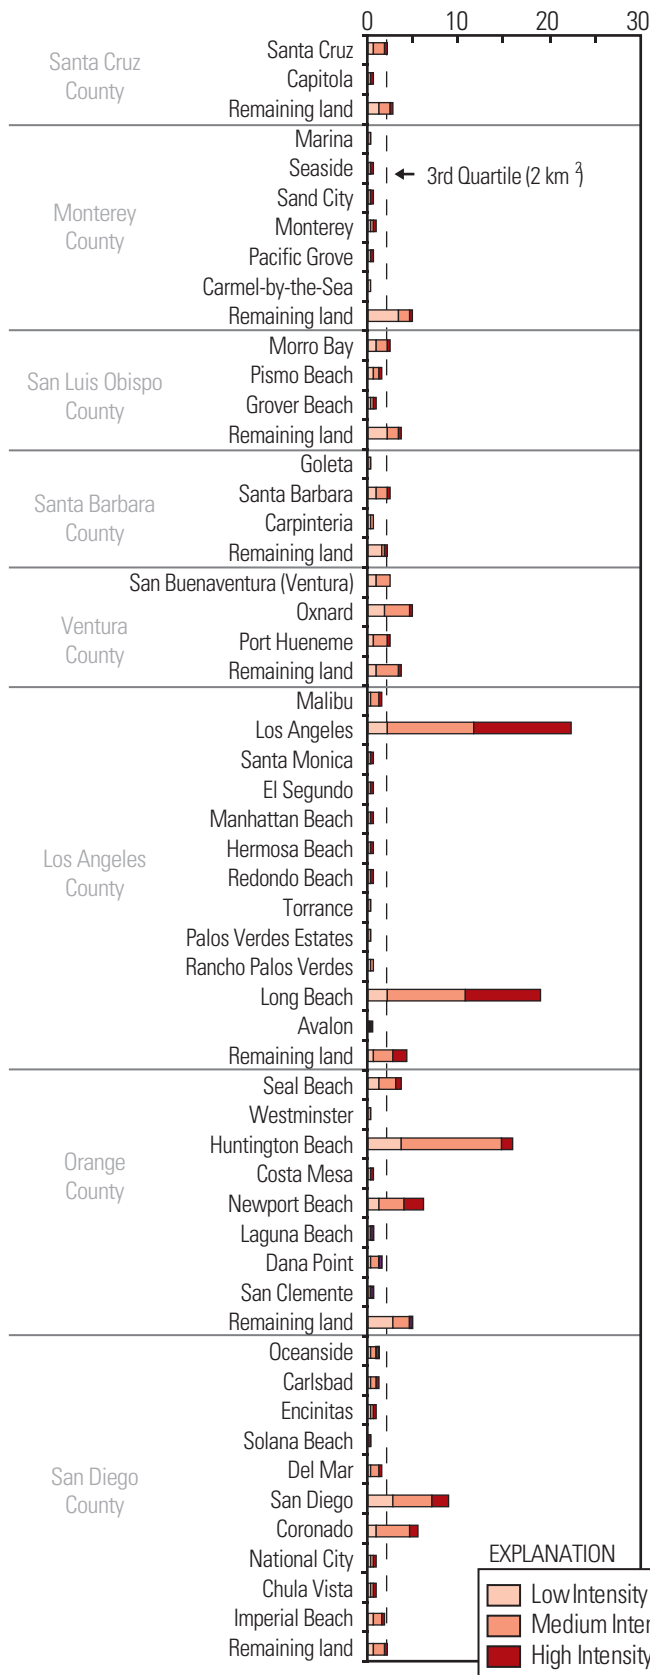 0 10 20 30
Santa Cruz
County
Santa Cruz
Capitola
Remaining land
Monterey
County
Marina
Seaside
3rd Quartile (2 km²)
Sand City
Monterey
Pacific Grove
Carmel-by-the-Sea
Remaining land
San Luis Obispo
County
Morro Bay
Pismo Beach
Grover Beach
Remaining land
Santa Barbara
County
Goleta
Santa Barbara
Carpinteria
Remaining land
Ventura
County
San Buenaventura (Ventura)
Oxnard
Port Hueneme
Remaining land
Los Angeles
County
Malibu
Los Angeles
Santa Monica
El Segundo
Manhattan Beach
Hermosa Beach
Redondo Beach
Torrance
Palos Verdes Estates
Rancho Palos Verdes
Long Beach
Avalon
Remaining land
Orange
County
Seal Beach
Westminster
Huntington Beach
Costa Mesa
Newport Beach
Laguna Beach
Dana Point
San Clemente
Remaining land
San Diego
County
Oceanside
Carlsbad
Encinitas
Solana Beach
Del Mar
San Diego
Coronado
National City
Chula Vista
Imperial Beach
Remaining land
EXPLANATION
Low Intensity
Medium Inten
High Intensity